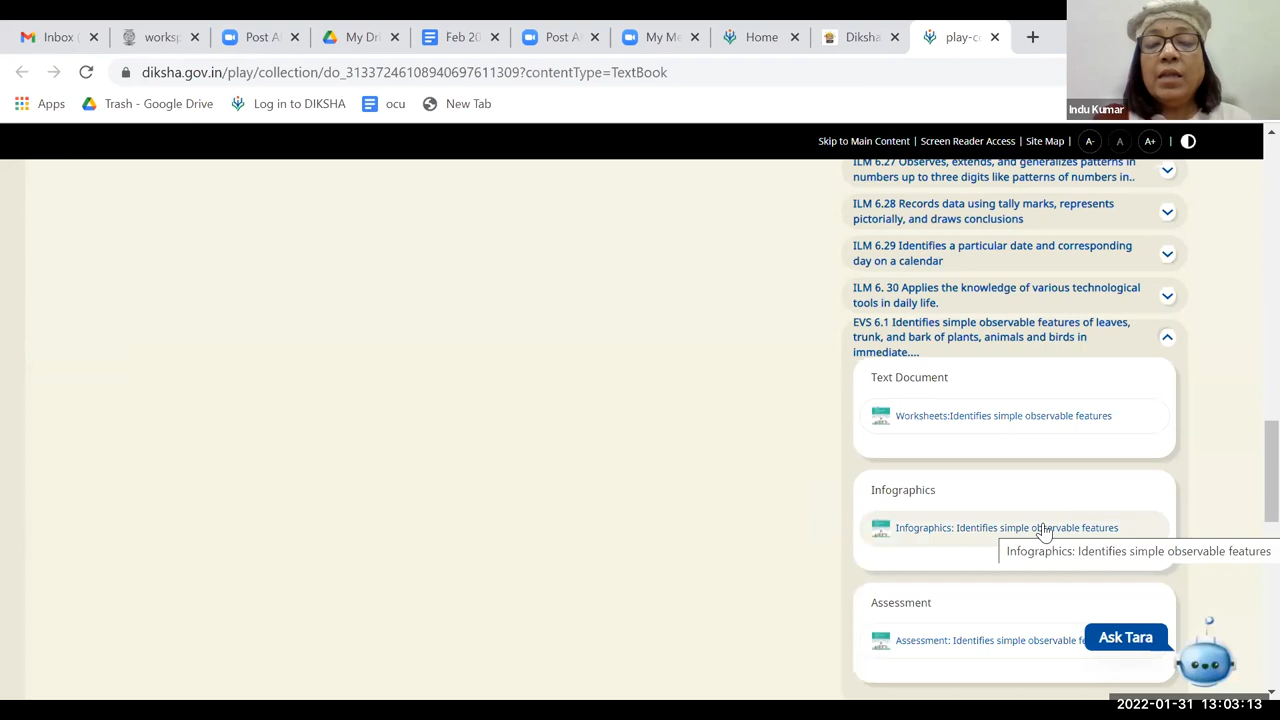 Inbox (
worksp
Post A
My Dri
Feb 28
Post A
My Me
Home
Diksha
play-co
diksha.gov.in/play/collection/do_31337246108940697611309?contentType=TextBook
Apps
Trash - Google Drive
Log in to DIKSHA
ocu
New Tab
Indu Kumar
Skip to Main Content | Screen Reader Access | Site Map | A- A A+ |
ILM 6.27 Observes, extends, and generalizes patterns in
numbers up to three digits like patterns of numbers in..
ILM 6.28 Records data using tally marks, represents
pictorially, and draws conclusions
ILM 6.29 Identifies a particular date and corresponding
day on a calendar
ILM 6. 30 Applies the knowledge of various technological
tools in daily life.
EVS 6.1 Identifies simple observable features of leaves,
trunk, and bark of plants, animals and birds in
immediate....
Text Document
Worksheets:Identifies simple observable features
Infographics
Infographics: Identifies simple observable features
Infographics: Identifies simple observable features
Assessment
Assessment: Identifies simple observable fe
Ask Tara
2022-01-31 13:03:13